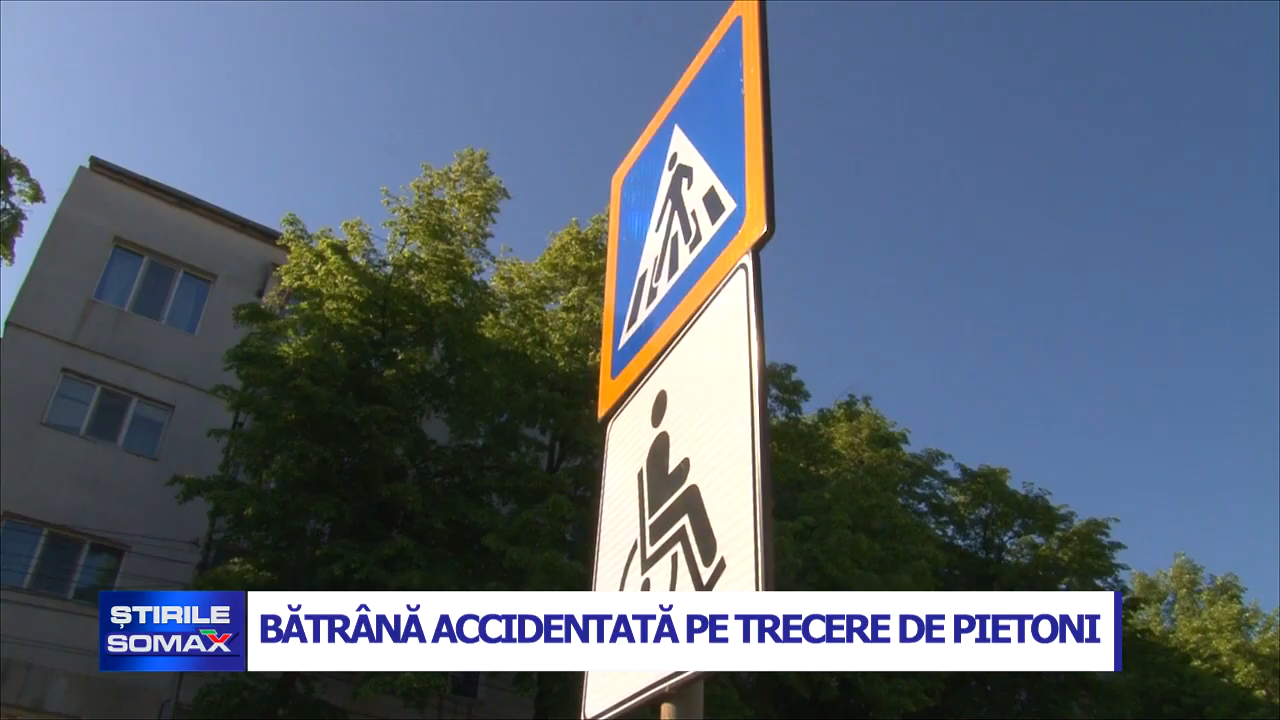 ȘTIRILE
SOMAX
BĂTRÂNĂ ACCIDENTATĂ PE TRECERE DE PIETONI